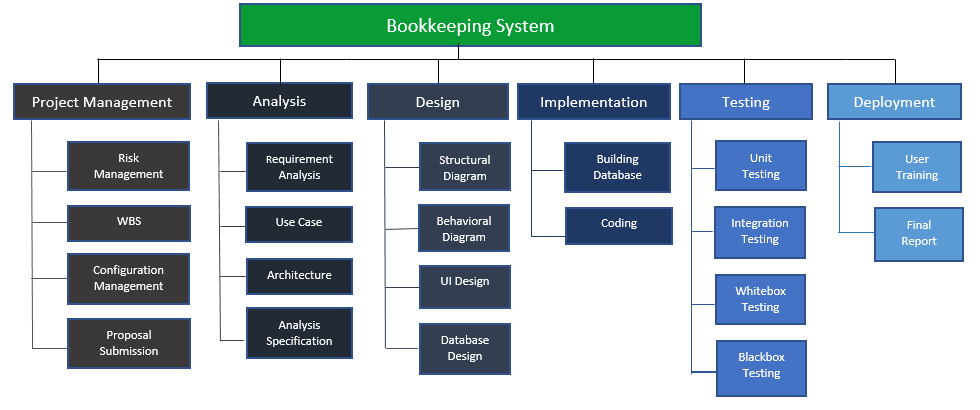 Bookkeeping System
Project Management
Risk
Management
WBS
Configuration
Management
Proposal
Submission
Analysis
Requirement
Analysis
Use Case
Architecture
Analysis
Specification
Design
Structural
Diagram
Behavioral
Diagram
UI Design
Database
Design
Implementation
Building
Database
Coding
Testing
Unit
Testing
Integration
Testing
Whitebox
Testing
Blackbox
Testing
Deployment
User
Training
Final
Report